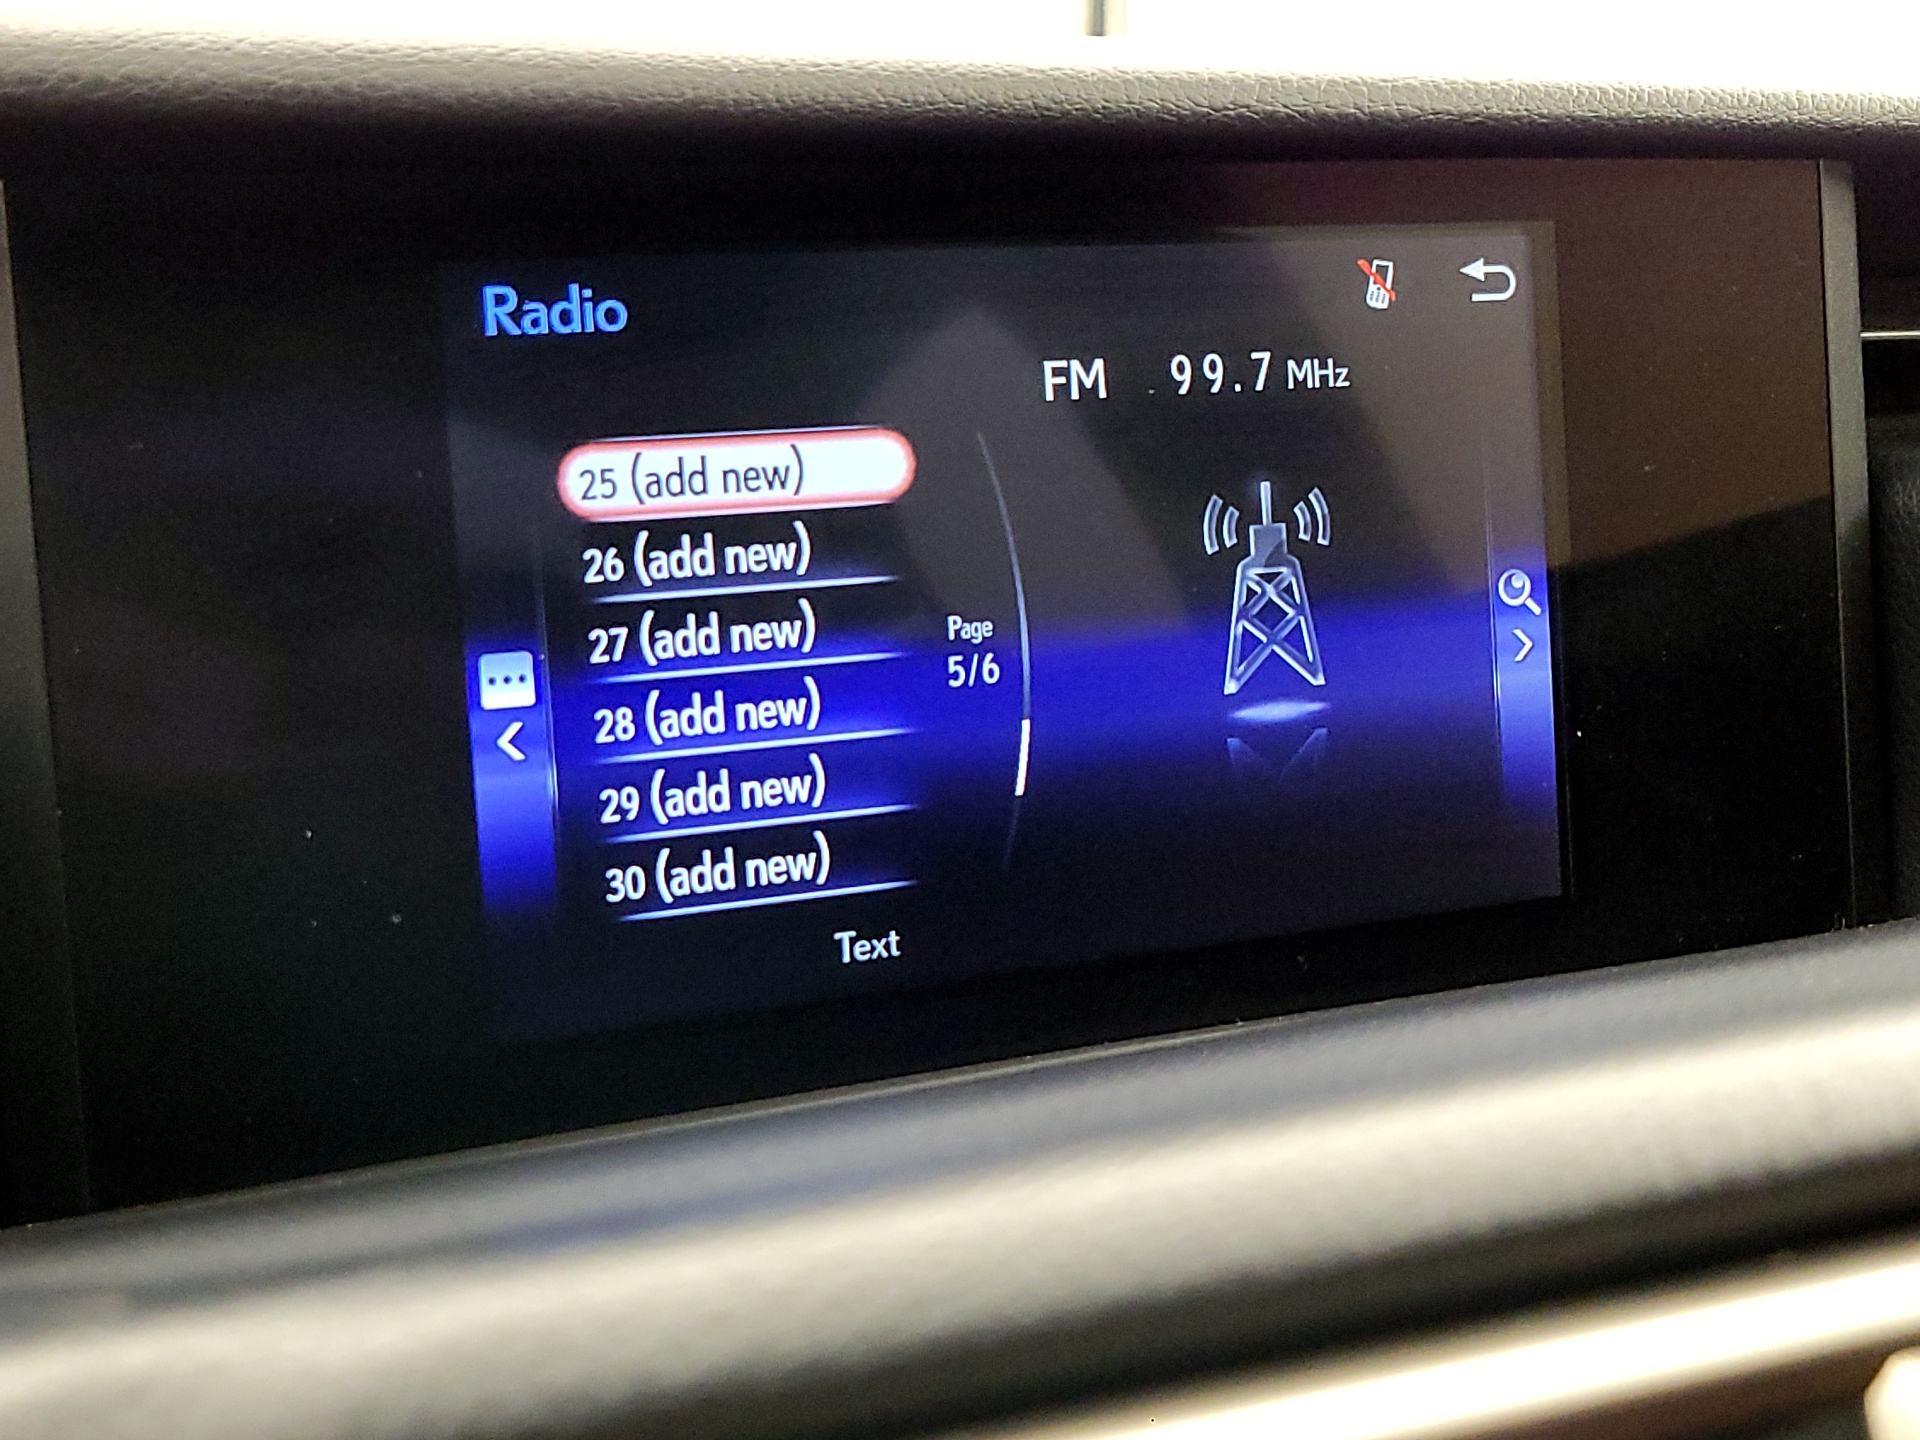 Radio
FM 99.7 MHz
25 (add new)
26 (add new)
27 (add new)
28 (add new)
29 (add new)
30 (add new)
Page
5/6
Text